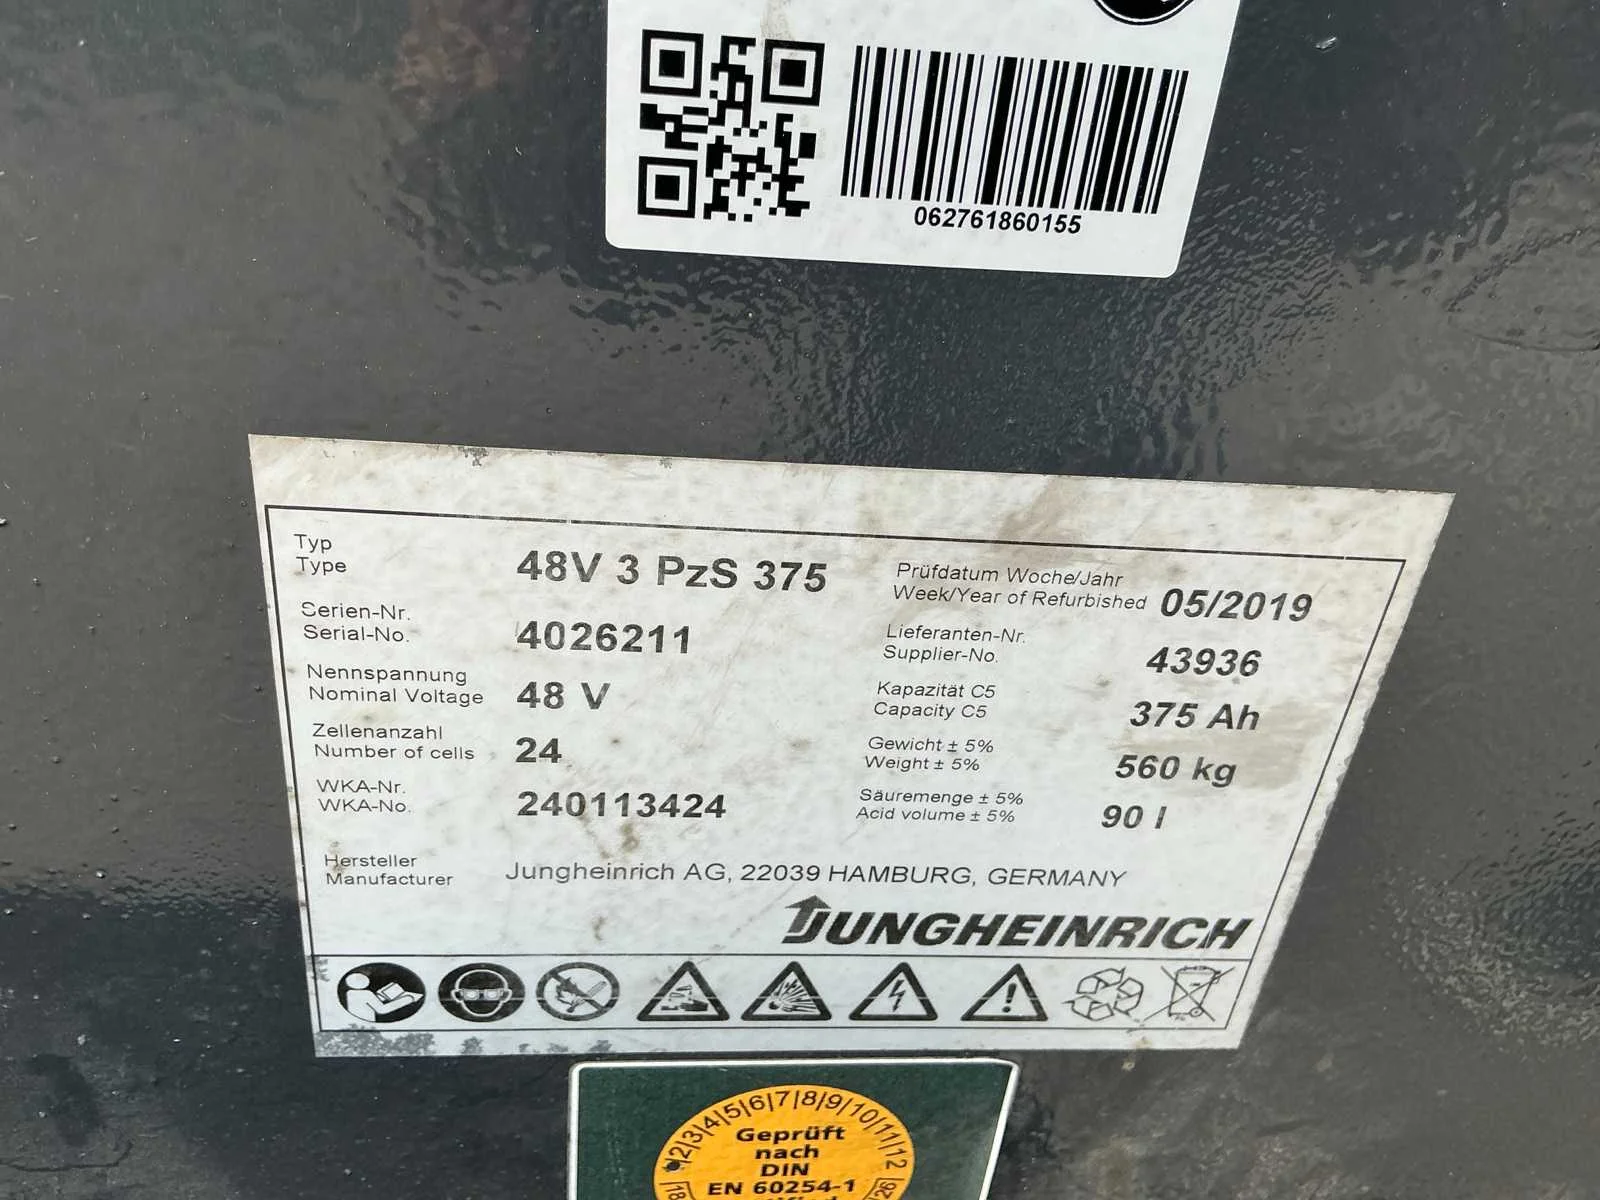 062761860155
Typ
Type
48V 3 PzS 375
Serien-Nr.
Serial-No.
4026211
Nennspannung
Nominal Voltage
48 V
Zellenanzahl
Number of cells
24
WKA-Nr.
WKA-No.
240113424
Prüfdatum Woche/Jahr
Week/Year of Refurbished
05/2019
Lieferanten-Nr.
Supplier-No.
43936
Kapazität C5
Capacity C5
375 Ah
Gewicht ± 5%
Weight ± 5%
560 kg
Säuremenge ± 5%
Acid volume ± 5%
90 l
Hersteller
Manufacturer
Jungheinrich AG, 22039 HAMBURG, GERMANY
JUNGHEINRICH
2|3|4|5|6|7|8|9|10|11|12
Geprüft
nach
DIN
EN 60254-1
18
26